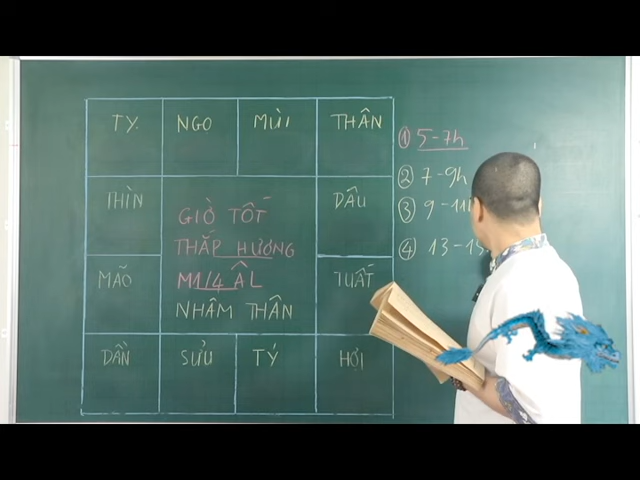 TY. NGO MÙI THÂN
THÌN DẬU
GIỜ TỐT
THẮP HƯƠNG
M1/4 ÂL
NHÂM THÂN
MÃO TUẤT
DẦN SỬU TÝ HỢI
① 5-7h
② 7-9h
③ 9-11h
④ 13-15